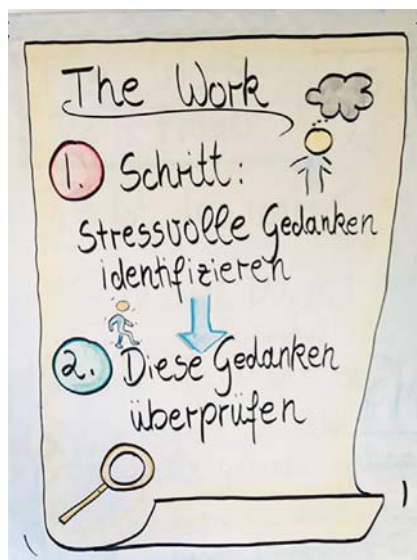 The Work
1. Schritt:
stressvolle Gedanken
identifizieren
2. Diese Gedanken
überprüfen